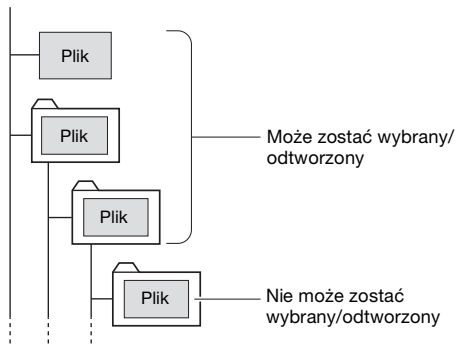 Plik
Plik
Może zostać wybrany/
odtworzony
Plik
Plik
Nie może zostać
wybrany/odtworzony